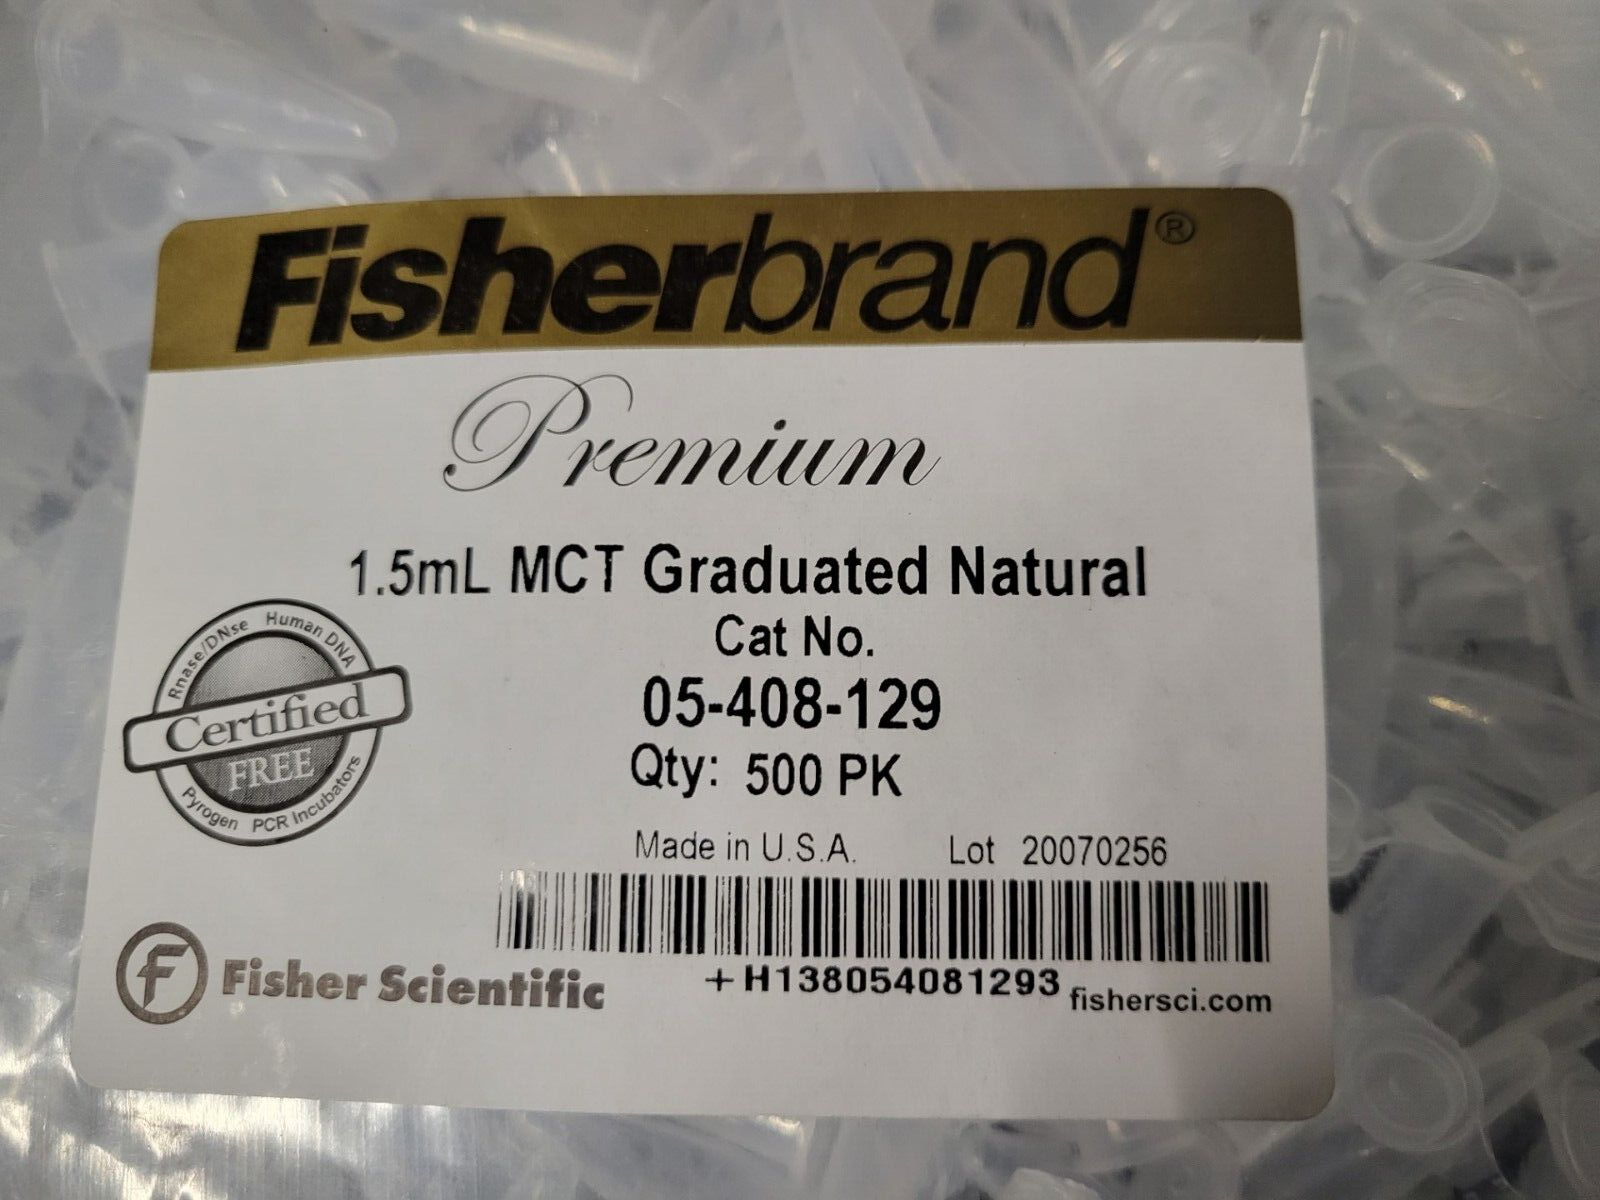 Fisherbrand®
Premium
1.5mL MCT Graduated Natural
Cat No.
05-408-129
Qty: 500 PK
Rnase/DNse Human DNA
Certified
FREE
Pyrogen PCR Incubators
Made in U.S.A. Lot 20070256
F Fisher Scientific
+H138054081293 fishersci.com